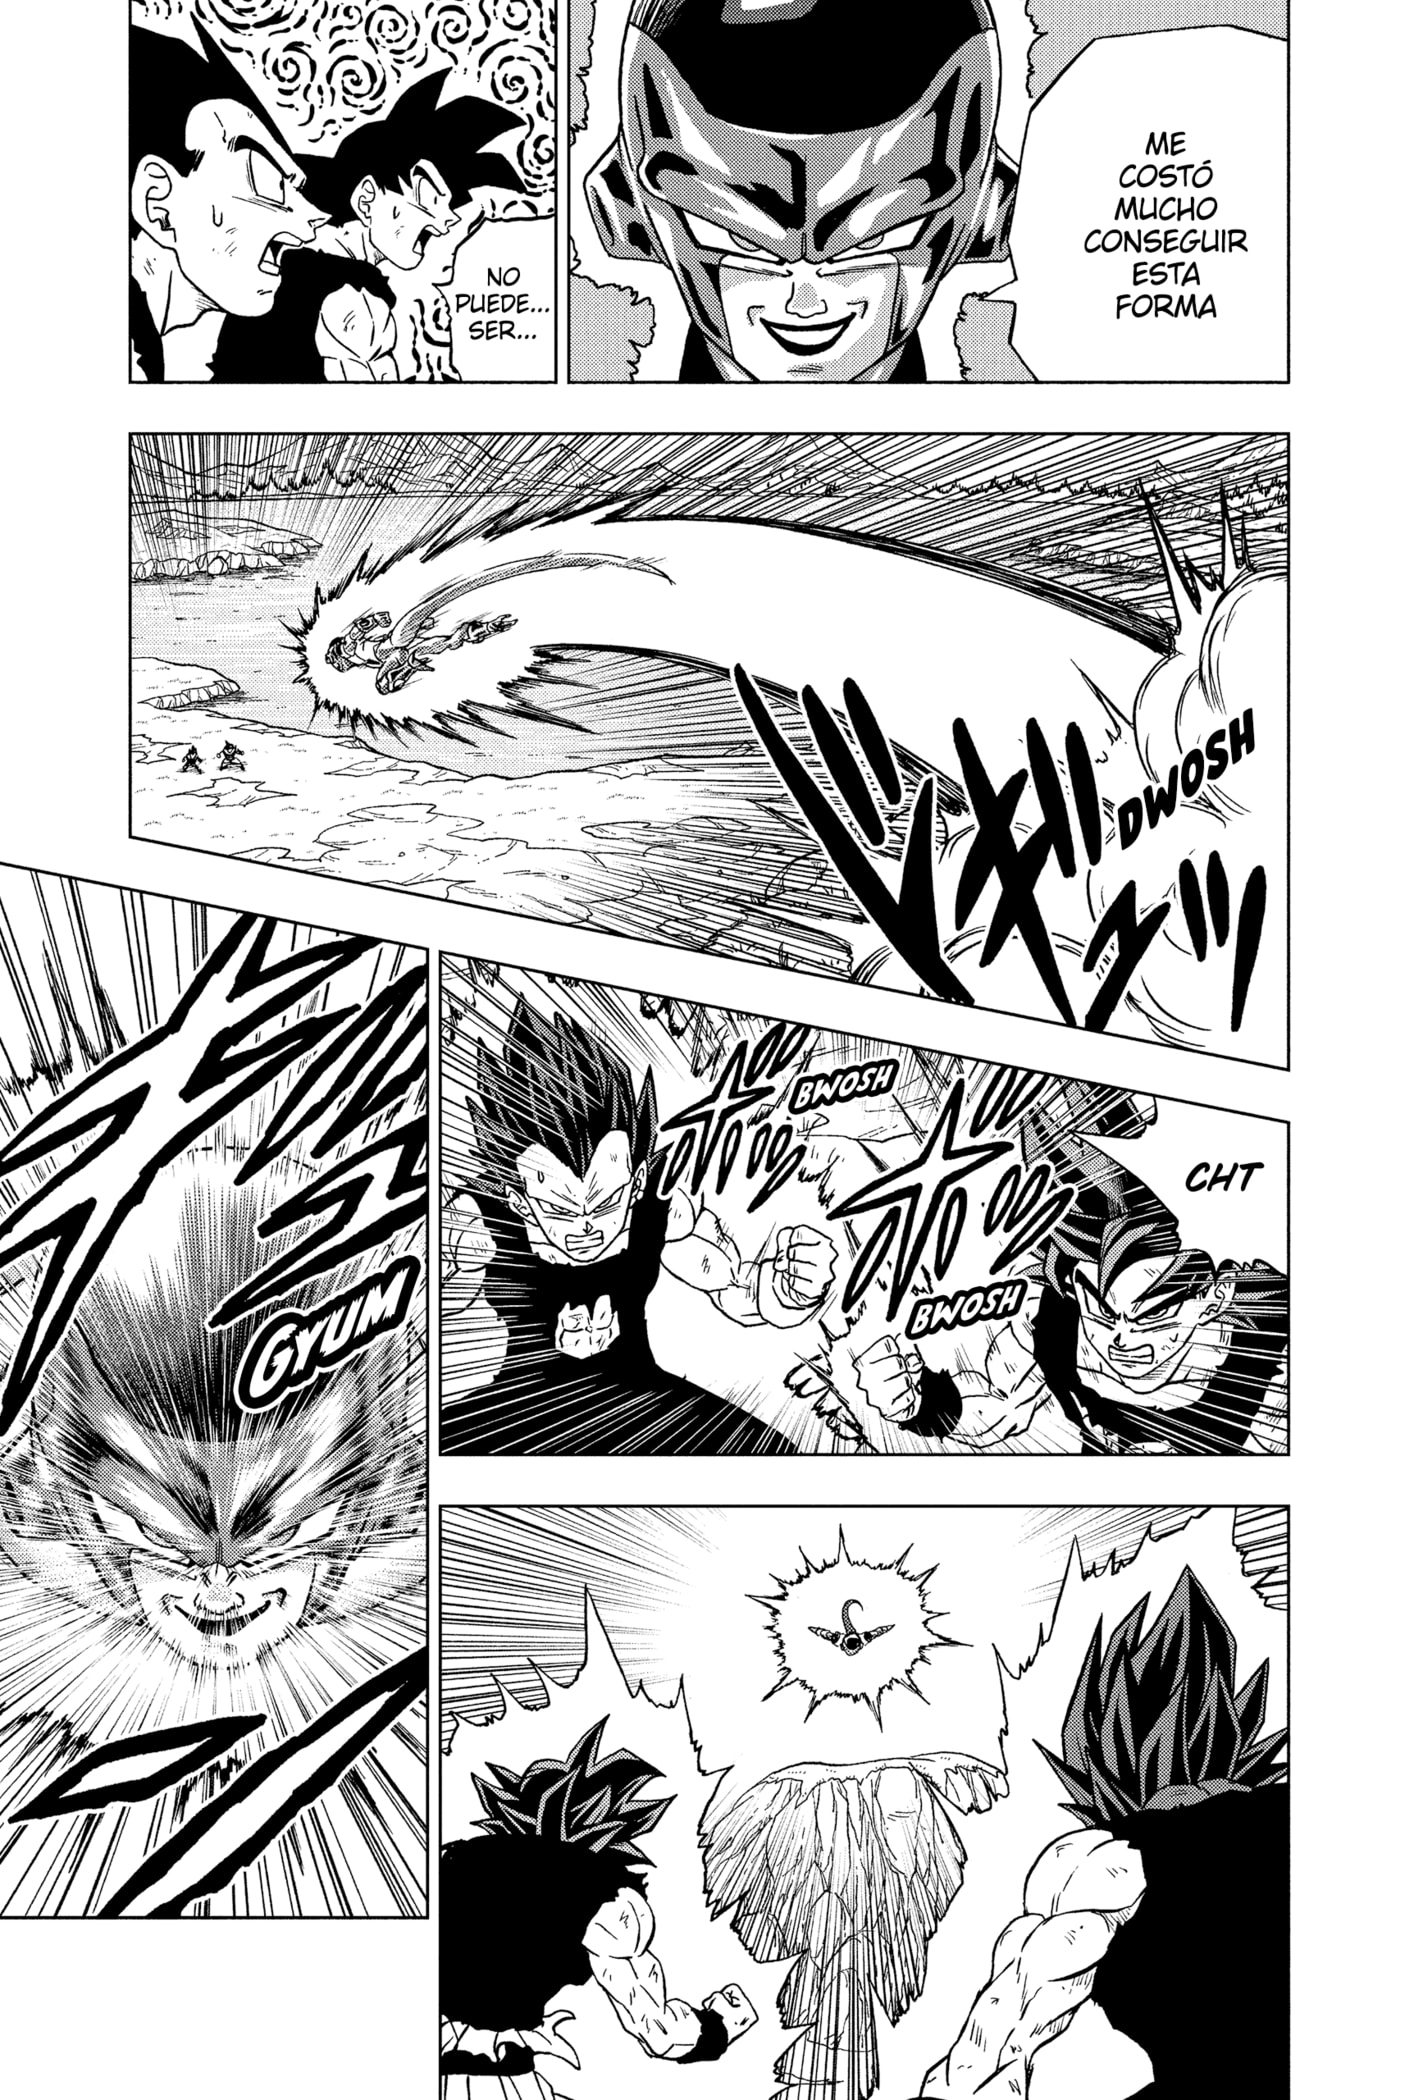 ME
COSTÓ
MUCHO
CONSEGUIR
ESTA
FORMA
NO
PUEDE...
SER...
DWOSH
CHT
BWOSH
BWOSH
GYUM